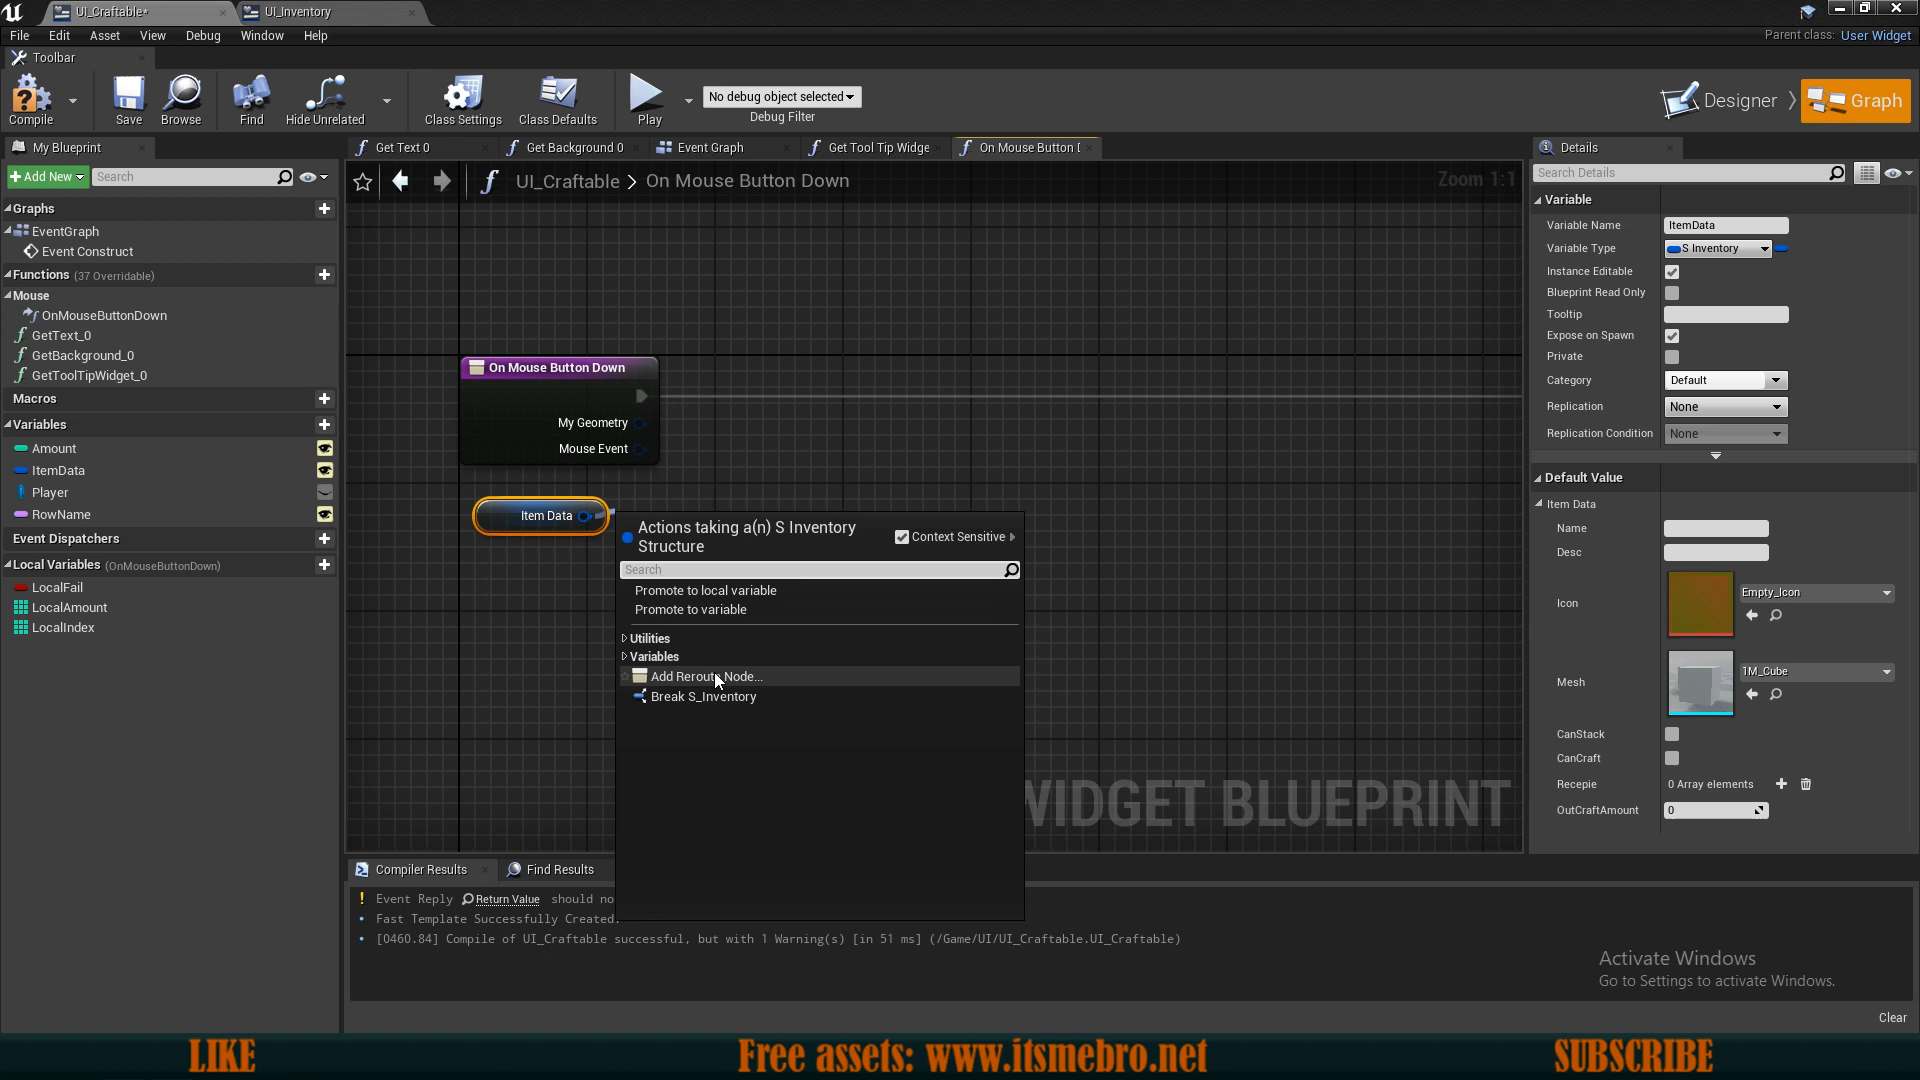 UI_Craftable*
UI_Inventory
File Edit Asset View Debug Window Help
Parent class: User Widget
Toolbar
Compile Save Browse Find Hide Unrelated Class Settings Class Defaults Play
No debug object selected
Debug Filter
Designer Graph
My Blueprint
Get Text 0 Get Background 0 Event Graph Get Tool Tip Widge On Mouse Button D
Details
Add New Search
UI_Craftable > On Mouse Button Down
Zoom 1:1
Search Details
Graphs
EventGraph
Event Construct
Functions (37 Overridable)
Mouse
OnMouseButtonDown
GetText_0
GetBackground_0
GetToolTipWidget_0
Macros
Variables
Amount
ItemData
Player
RowName
Event Dispatchers
Local Variables (OnMouseButtonDown)
LocalFail
LocalAmount
LocalIndex
On Mouse Button Down
My Geometry
Mouse Event
Item Data
Actions taking a(n) S Inventory Structure
Context Sensitive
Search
Promote to local variable
Promote to variable
Utilities
Variables
Add Reroute Node...
Break S_Inventory
WIDGET BLUEPRINT
Variable
Variable Name ItemData
Variable Type S Inventory
Instance Editable
Blueprint Read Only
Tooltip
Expose on Spawn
Private
Category Default
Replication None
Replication Condition None
Default Value
Item Data
Name
Desc
Icon Empty_Icon
Mesh 1M_Cube
CanStack
CanCraft
Recepie 0 Array elements
OutCraftAmount 0
Compiler Results Find Results
! Event Reply Return Value should no
• Fast Template Successfully Created.
• [0460.84] Compile of UI_Craftable successful, but with 1 Warning(s) [in 51 ms] (/Game/UI/UI_Craftable.UI_Craftable)
Activate Windows
Go to Settings to activate Windows.
Clear
LIKE
Free assets: www.itsmebro.net
SUBSCRIBE